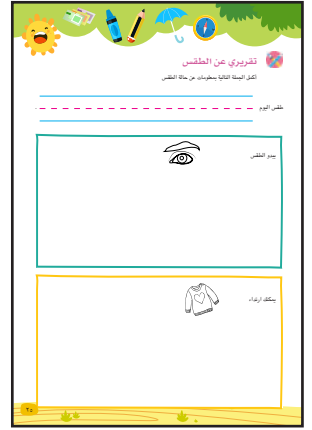 تقريري عن الطقس
أكمل الجملة التالية بمعلومات عن حالة الطقس
طقس اليوم
يبدو الطقس
يمكنك ارتداء
٢٥